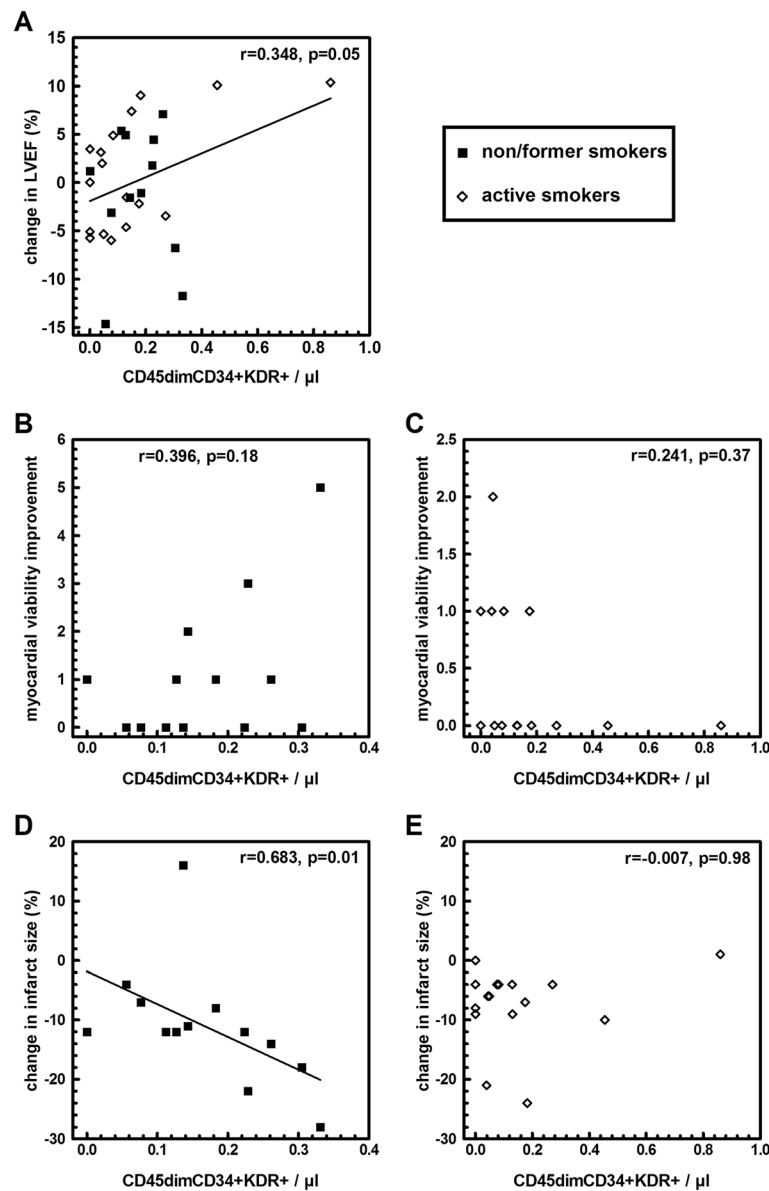 A
r=0.348, p=0.05
15
10
5
0
-5
-10
-15
change in LVEF (%)
0.0 0.2 0.4 0.6 0.8 1.0
CD45dimCD34+KDR+ / µl
non/former smokers
active smokers
B
r=0.396, p=0.18
6
5
4
3
2
1
0
myocardial viability improvement
0.0 0.1 0.2 0.3 0.4
CD45dimCD34+KDR+ / µl
C
r=0.241, p=0.37
2.5
2.0
1.5
1.0
0.5
0.0
myocardial viability improvement
0.0 0.2 0.4 0.6 0.8 1.0
CD45dimCD34+KDR+ / µl
D
r=0.683, p=0.01
20
10
0
-10
-20
-30
change in infarct size (%)
0.0 0.1 0.2 0.3 0.4
CD45dimCD34+KDR+ / µl
E
r=-0.007, p=0.98
20
10
0
-10
-20
-30
change in infarct size (%)
0.0 0.2 0.4 0.6 0.8 1.0
CD45dimCD34+KDR+ / µl